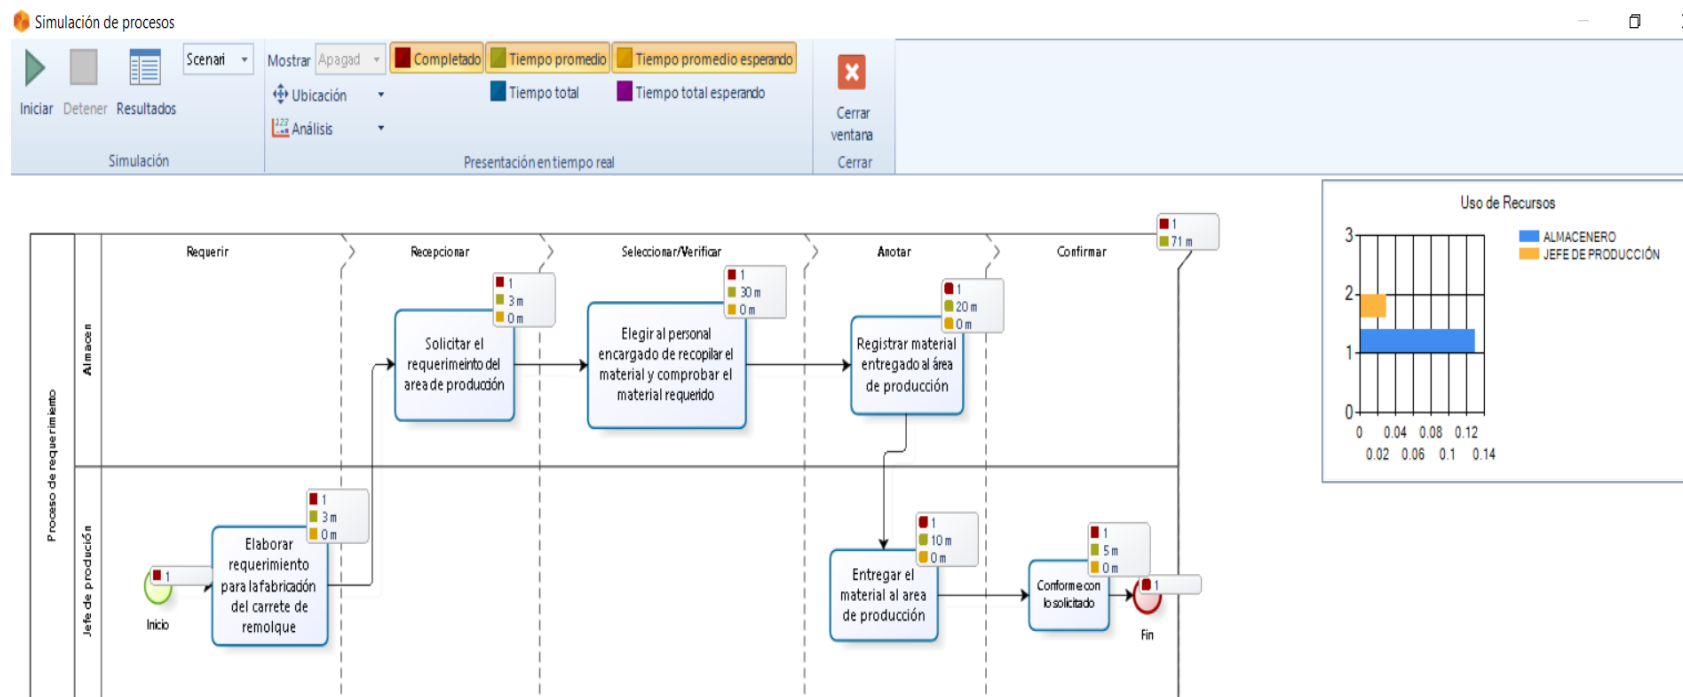 Simulación de procesos
Iniciar
Detener
Resultados
Scenari
Simulación
Mostrar
Apagad
Completado
Tiempo promedio
Tiempo promedio esperando
Ubicación
Tiempo total
Tiempo total esperando
Análisis
Presentación en tiempo real
Cerrar
ventana
Cerrar
Proceso de requerimiento
Almacen
Jefe de produción
Requerir
Recepcionar
Seleccionar/Verificar
Anotar
Confirmar
1
71 m
1
3 m
0 m
Solicitar el
requerimeinto del
area de producción
1
30 m
0 m
Elegir al personal
encargado de recopilar el
material y comprobar el
material requerido
1
20 m
0 m
Registrar material
entregado al área
de producción
1
Inicio
1
3 m
0 m
Elaborar
requerimiento
para la fabricación
del carrete de
remolque
1
10 m
0 m
Entregar el
material al area
de producción
1
5 m
0 m
Conforme con
lo solicitado
1
Fin
Uso de Recursos
3
2
1
0
0 0.04 0.08 0.12
0.02 0.06 0.1 0.14
ALMACENERO
JEFE DE PRODUCCIÓN